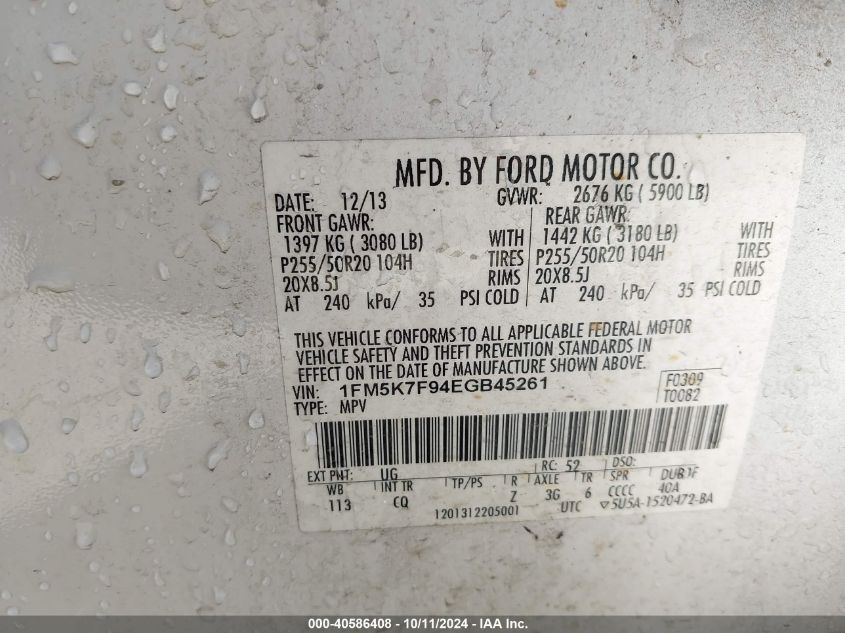 MFD. BY FORD MOTOR CO.
DATE: 12/13 GVWR: 2676 KG ( 5900 LB)
FRONT GAWR: REAR GAWR:
1397 KG ( 3080 LB) WITH 1442 KG ( 3180 LB) WITH
P255/50R20 104H TIRES P255/50R20 104H TIRES
20X8.5J RIMS 20X8.5J RIMS
AT 240 kPa/ 35 PSI COLD AT 240 kPa/ 35 PSI COLD
THIS VEHICLE CONFORMS TO ALL APPLICABLE FEDERAL MOTOR
VEHICLE SAFETY AND THEFT PREVENTION STANDARDS IN
EFFECT ON THE DATE OF MANUFACTURE SHOWN ABOVE.
VIN: 1FM5K7F94EGB45261 F0309
TYPE: MPV T0082
EXT PNT: UG RC: 52 DSO:
WB INT TR TP/PS R AXLE TR SPR DUB1F
113 CQ Z 3G 6 CCCC 40A
1201312205001 UTC ▽5U5A-1520472-BA
000-40586408 - 10/11/2024 - IAA Inc.